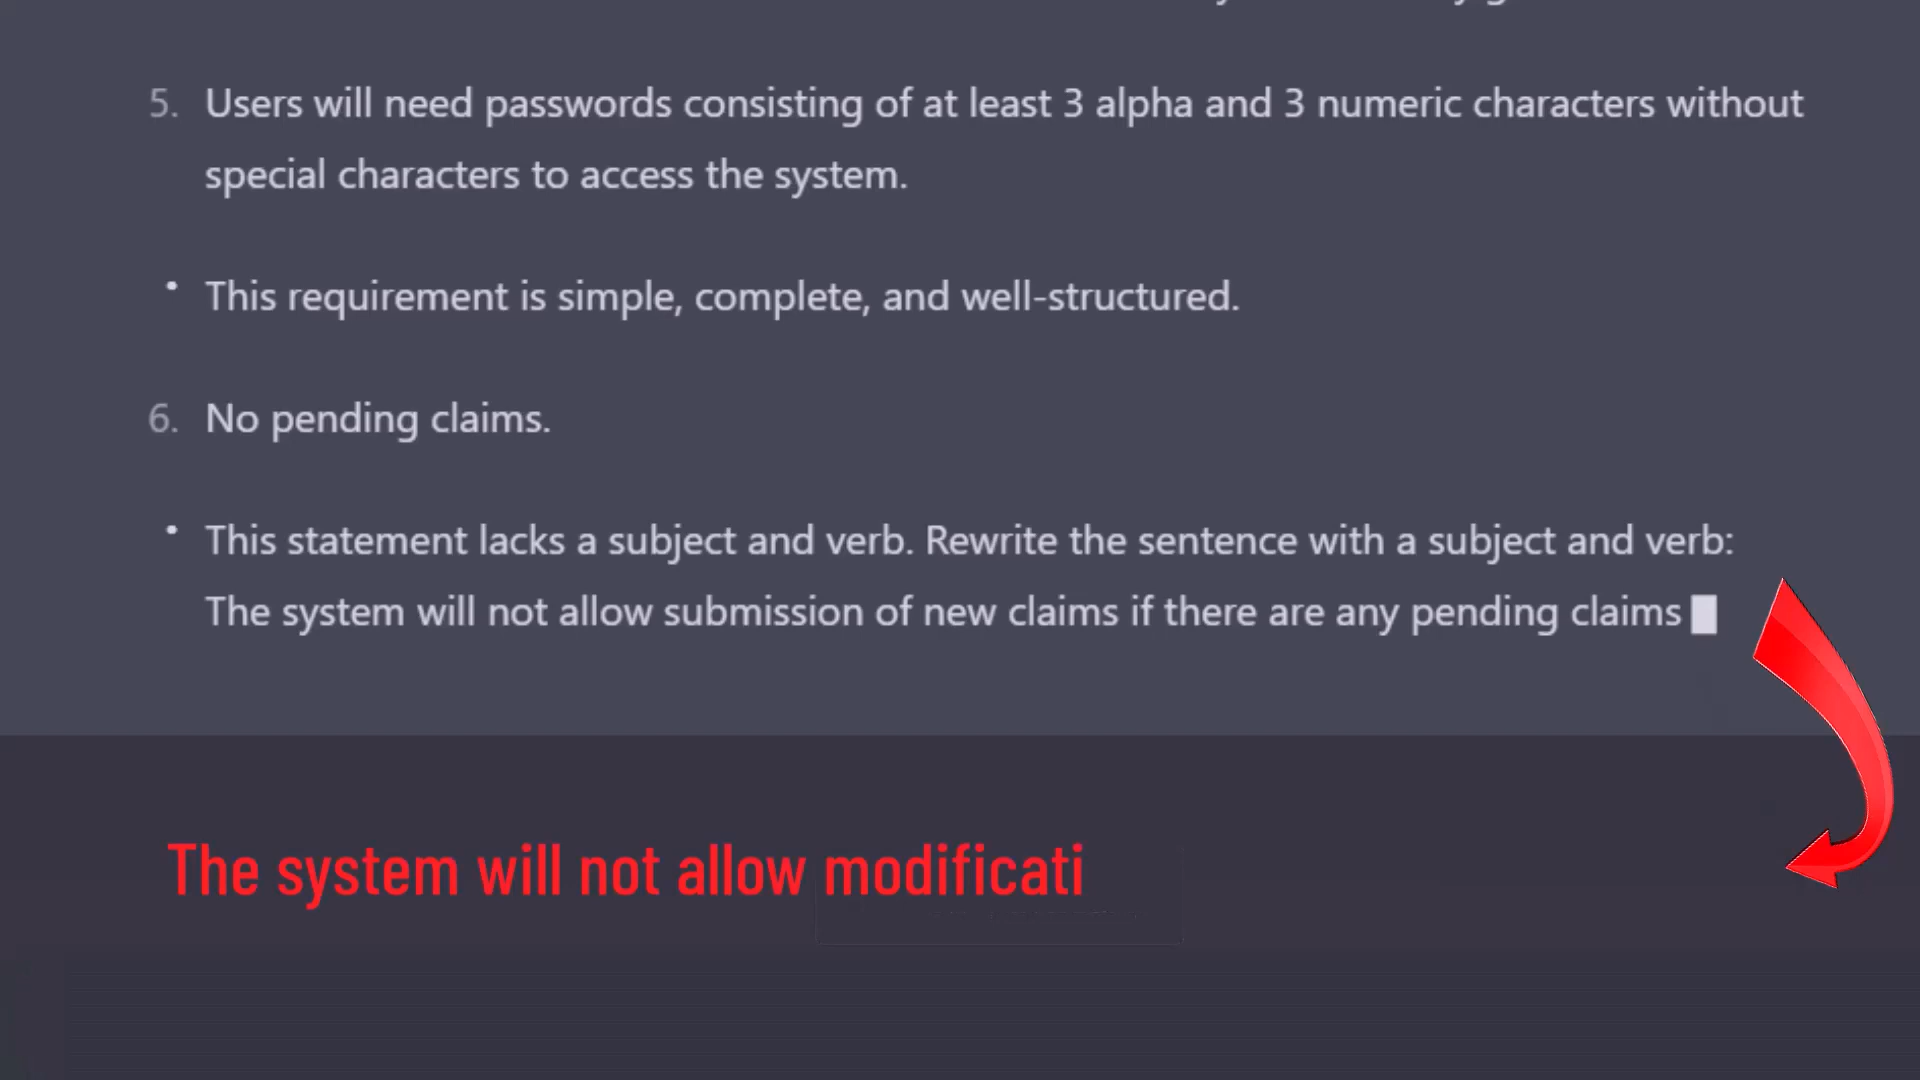 5. Users will need passwords consisting of at least 3 alpha and 3 numeric characters without
special characters to access the system.
• This requirement is simple, complete, and well-structured.
6. No pending claims.
• This statement lacks a subject and verb. Rewrite the sentence with a subject and verb:
The system will not allow submission of new claims if there are any pending claims
The system will not allow modificati